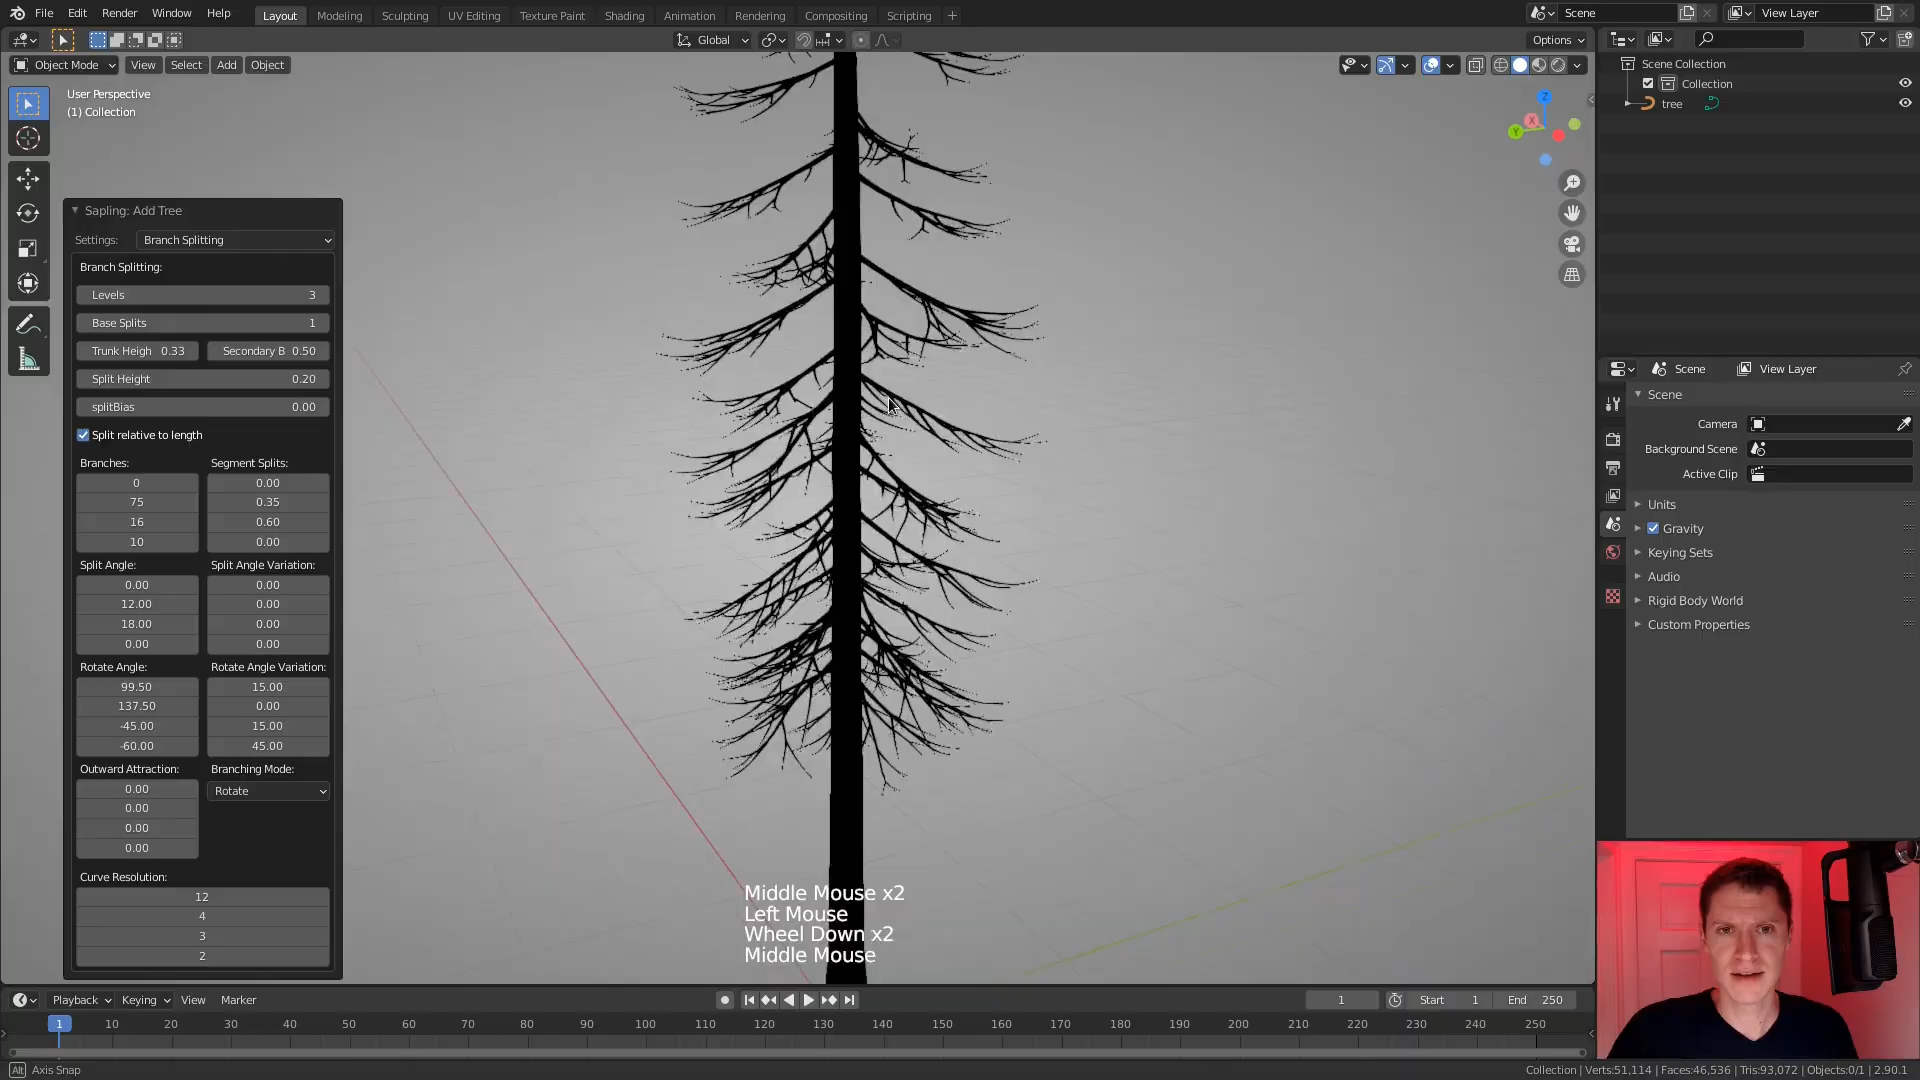 File Edit Render Window Help Layout Modeling Sculpting UV Editing Texture Paint Shading Animation Rendering Compositing Scripting + Scene View Layer
Global Options
Object Mode View Select Add Object
User Perspective
(1) Collection
Z
X
Y
Sapling: Add Tree
Settings: Branch Splitting
Branch Splitting:
Levels 3
Base Splits 1
Trunk Heigh 0.33 Secondary B 0.50
Split Height 0.20
splitBias 0.00
Split relative to length
Branches: Segment Splits:
0 0.00
75 0.35
16 0.60
10 0.00
Split Angle: Split Angle Variation:
0.00 0.00
12.00 0.00
18.00 0.00
0.00 0.00
Rotate Angle: Rotate Angle Variation:
99.50 15.00
137.50 0.00
-45.00 15.00
-60.00 45.00
Outward Attraction: Branching Mode:
0.00 Rotate
0.00
0.00
0.00
Curve Resolution:
12
4
3
2
Middle Mouse x2
Left Mouse
Wheel Down x2
Middle Mouse
Scene Collection
Collection
tree
Scene View Layer
Scene
Camera
Background Scene
Active Clip
Units
Gravity
Keying Sets
Audio
Rigid Body World
Custom Properties
Playback Keying View Marker 1 Start 1 End 250
1 10 20 30 40 50 60 70 80 90 100 110 120 130 140 150 160 170 180 190 200 210 220 230 240 250
Alt Axis Snap Collection | Verts:51,114 | Faces:46,536 | Tris:93,072 | Objects:0/1 | 2.90.1